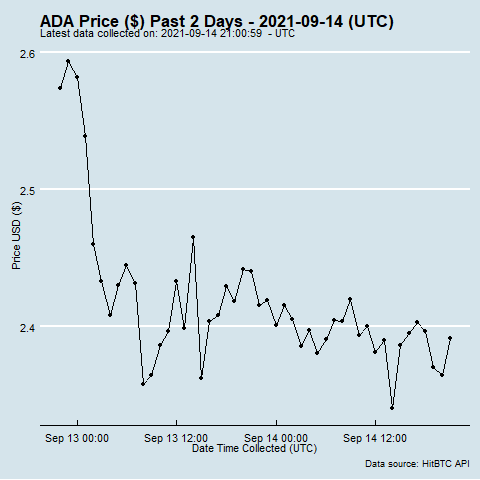 ADA Price ($) Past 2 Days - 2021-09-14 (UTC)
Latest data collected on: 2021-09-14 21:00:59 - UTC
2.6
2.5
2.4
Price USD ($)
Sep 13 00:00 Sep 13 12:00 Sep 14 00:00 Sep 14 12:00
Date Time Collected (UTC)
Data source: HitBTC API